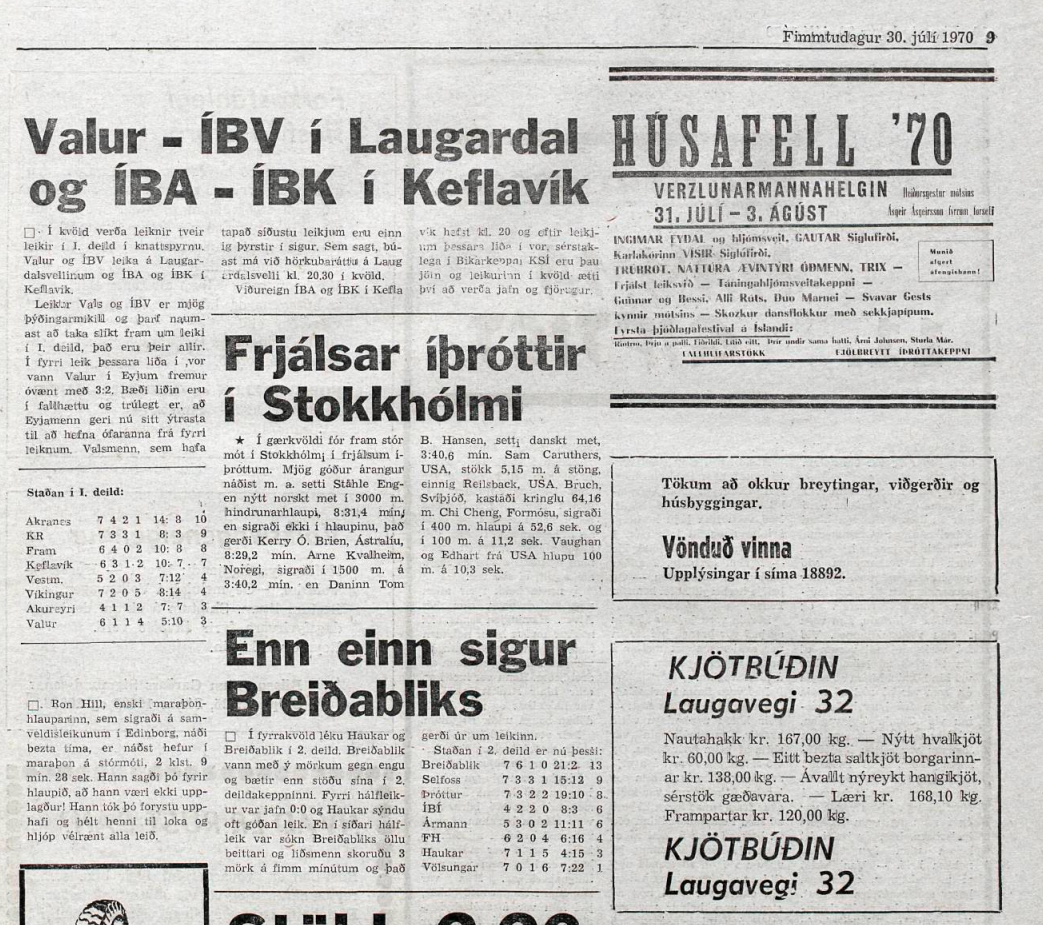 Fimmtudagur 30. júlí 1970 9
Valur - ÍBV í Laugardal
og ÍBA - ÍBK í Keflavík
□ Í kvöld verða leiknir tveir
leikir í I. deild í knattspyrnu.
Valur og ÍBV leika á Laugar-
dalsvellinum og ÍBA og ÍBK í
Keflavík.
Leikur Vals og ÍBV er mjög
þýðingarmikill og þarf naum-
ast að taka slíkt fram um leiki
í I. deild, það eru þeir allir.
Í fyrri leik þessara liða í vor
vann Valur í Eyjum fremur
óvænt með 3:2. Bæði liðin eru
í fallhættu og trúlegt er, að
Eyjamenn geri nú sitt ýtrasta
til að hefna ófaranna frá fyrri
leiknum. Valsmenn, sem hafa
tapað síðustu leikjum eru einn
ig þyrstir í sigur. Sem sagt, bú-
ast má við hörkubaráttu á Laug
ardalsvelli kl. 20,30 í kvöld.
Viðureign ÍBA og ÍBK í Kefla
vík hefst kl. 20 og eftir leikj-
um þessara liða í vor, sérstak-
lega í Bikarkeppni KSÍ eru þau
jöfn og leikurinn í kvöld ætti
því að verða jafn og fjörugur.
Staðan í I. deild:
Akranes 7 4 2 1 14: 8 10
KR 7 3 3 1 8: 3 9
Fram 6 4 0 2 10: 8 8
Keflavík 6 3 1 2 10: 7 7
Vestm. 5 2 0 3 7:12 4
Víkingur 7 2 0 5 8:14 4
Akureyri 4 1 1 2 7: 7 3
Valur 6 1 1 4 5:10 3
□ Ron Hill, enski maraþon-
hlauparinn, sem sigraði á sam-
veldisleikunum í Edinborg, náði
bezta tíma, er náðst hefur í
maraþon á stórmóti, 2 klst. 9
mín. 28 sek. Hann sagði þó fyrir
hlaupið, að hann væri ekki upp-
lagður! Hann tók þó forystu upp-
hafi og hélt henni til loka og
hljóp vélrænt alla leið.
Frjálsar íþróttir
í Stokkhólmi
★ Í gærkvöldi fór fram stór
mót í Stokkhólmi í frjálsum í-
þróttum. Mjög góður árangur
náðist m. a. setti Ståhle Eng-
en nýtt norskt met í 3000 m.
hindrunarhlaupi, 8:31,4 mín,
en sigraði ekki í hlaupinu, það
gerði Kerry Ó. Brien, Ástralíu,
8:29,2 mín. Arne Kvalheim,
Noregi, sigraði í 1500 m. á
3:40,2 mín. en Daninn Tom
B. Hansen, setti danskt met,
3:40,6 mín. Sam Caruthers,
USA, stökk 5,15 m. á stöng,
einnig Reilsback, USA. Bruch,
Svíþjóð, kastaði kringlu 64,16
m. Chi Cheng, Formósu, sigraði
í 400 m. hlaupi á 52,6 sek. og
í 100 m. á 11,2 sek. Vaughan
og Edhart frá USA hlupu 100
m. á 10,3 sek.
Enn einn sigur
Breiðabliks
□ Í fyrrakvöld léku Haukar og
Breiðablik í 2. deild. Breiðablik
vann með ý mörkum gegn engu
og bætir enn stöðu sína í 2.
deildakeppninni. Fyrri hálfleik-
ur var jafn 0:0 og Haukar sýndu
oft góðan leik. En í síðari hálf-
leik var sókn Breiðabliks öllu
beittari og liðsmenn skoruðu 3
mörk á fimm mínútum og það
gerði úr um leikinn.
Staðan í 2. deild er nú þessi:
Breiðablik 7 6 1 0 21:2 13
Selfoss 7 3 3 1 15:12 9
Þróttur 7 3 2 2 19:10 8
ÍBÍ 4 2 2 0 8:3 6
Ármann 5 3 0 2 11:11 6
FH 6 2 0 4 6:16 4
Haukar 7 1 1 5 4:15 3
Völsungar 7 0 1 6 7:22 1
HÚSAFELL '70
VERZLUNARMANNAHELGIN
31. JÚLÍ – 3. ÁGÚST
Heiðursgestur mótsins
Ásgeir Ásgeirsson fyrrum forseti
INGIMAR EYDAL og hljómsveit, GAUTAR Siglufirði,
Karlakórinn VÍSIR Siglufirði,
TRÚBROT, NÁTTÚRA ÆVINTÝRI ÓÐMENN, TRIX —
Frjálst leiksvið — Táningahljómsveitakeppni —
Gunnar og Bessi, Alli Rúts, Duo Marnei — Svavar Gests
kynnir mótsins — Skozkur dansflokkur með sekkjapípum.
Fyrsta þjóðlagafestival á Íslandi:
Ríótríó, Þrjú á palli, Fiðrildi, Lítið eitt, Þrír undir sama hatti, Árni Johnsen, Sturla Már.
FALLHLÍFARSTÖKK FJÖLBREYTT ÍÞRÓTTAKEPPNI
Munið
algert
áfengisbann!
Tökum að okkur breytingar, viðgerðir og
húsbyggingar.
Vönduð vinna
Upplýsingar í síma 18892.
KJÖTBÚÐIN
Laugavegi 32
Nautahakk kr. 167,00 kg. — Nýtt hvalkjöt
kr. 60,00 kg. — Eitt bezta saltkjöt borgarinn-
ar kr. 138,00 kg. — Ávallt nýreykt hangikjöt,
sérstök gæðavara. — Læri kr. 168,10 kg.
Frampartar kr. 120,00 kg.
KJÖTBÚÐIN
Laugavegi 32